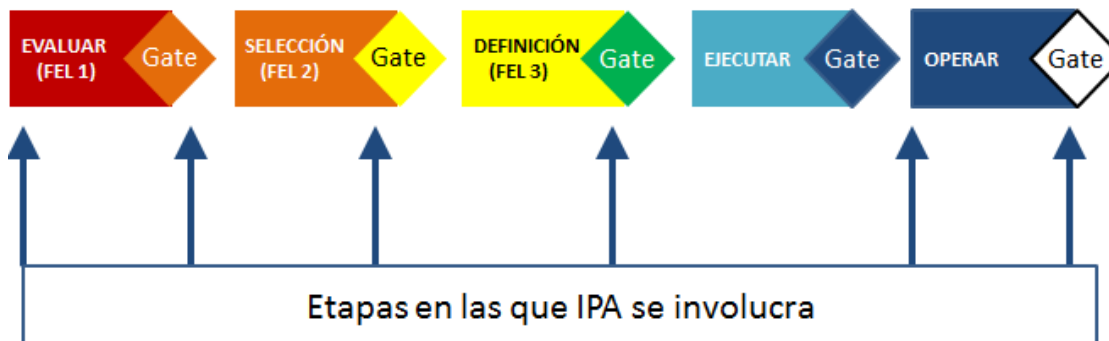 EVALUAR
(FEL 1)
Gate
SELECCIÓN
(FEL 2)
Gate
DEFINICIÓN
(FEL 3)
Gate
EJECUTAR
Gate
OPERAR
Gate
Etapas en las que IPA se involucra